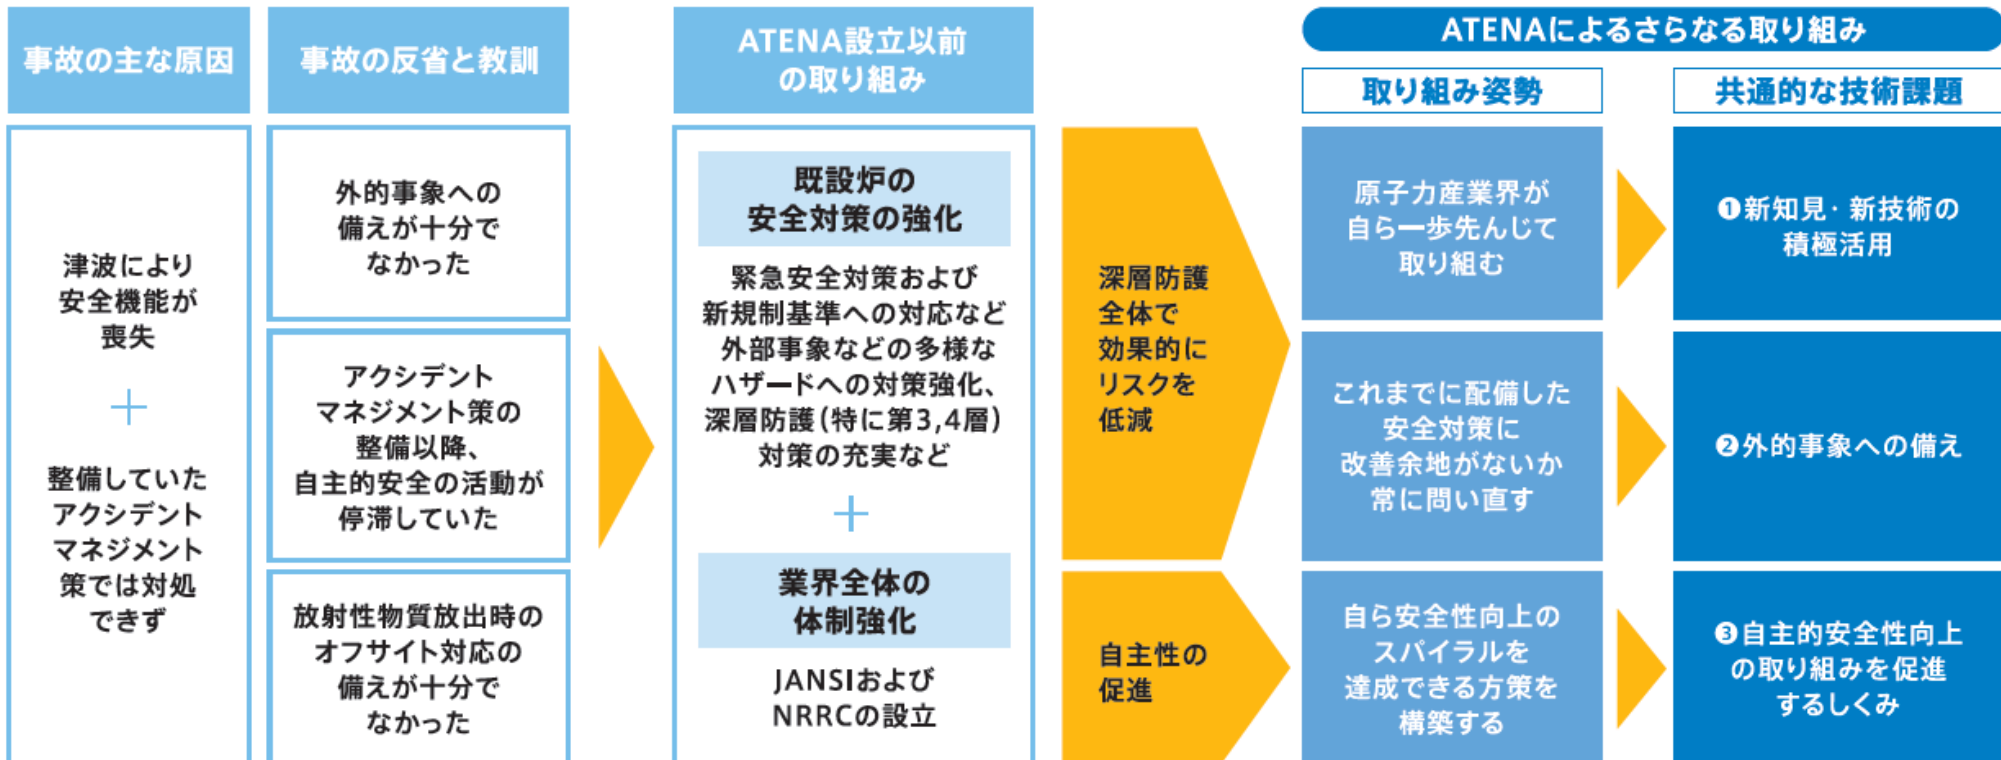 事故の主な原因
津波により
安全機能が
喪失
+
整備していた
アクシデント
マネジメント
策では対処
できず
事故の反省と教訓
外的事象への
備えが十分で
なかった
アクシデント
マネジメント策の
整備以降、
自主的安全の活動が
停滞していた
放射性物質放出時の
オフサイト対応の
備えが十分で
なかった
ATENA設立以前
の取り組み
既設炉の
安全対策の強化
緊急安全対策および
新規制基準への対応など
外部事象などの多様な
ハザードへの対策強化、
深層防護(特に第3,4層)
対策の充実など
+
業界全体の
体制強化
JANSIおよび
NRRCの設立
深層防護
全体で
効果的に
リスクを
低減
自主性の
促進
ATENAによるさらなる取り組み
取り組み姿勢
原子力産業界が
自ら一歩先んじて
取り組む
これまでに配備した
安全対策に
改善余地がないか
常に問い直す
自ら安全性向上の
スパイラルを
達成できる方策を
構築する
共通的な技術課題
❶新知見・新技術の
積極活用
❷外的事象への備え
❸自主的安全性向上
の取り組みを促進
するしくみ